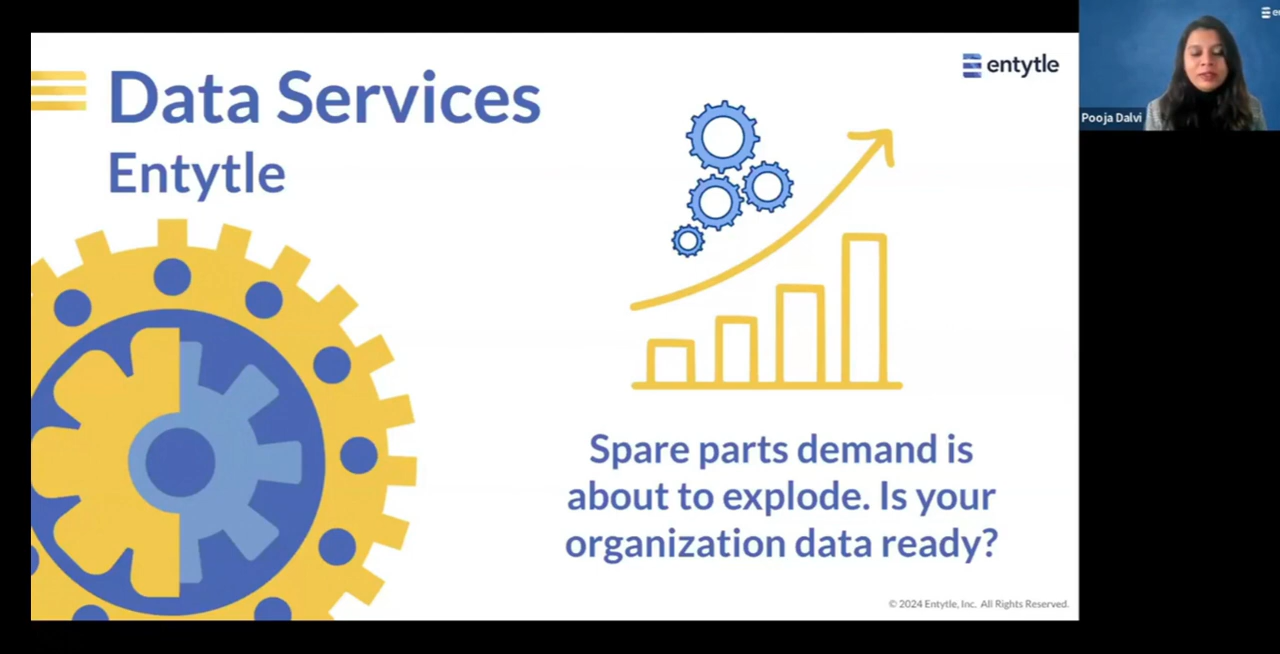 Data Services
Entytle
entytle
Spare parts demand is
about to explode. Is your
organization data ready?
© 2024 Entytle, Inc. All Rights Reserved.
Pooja Dalvi